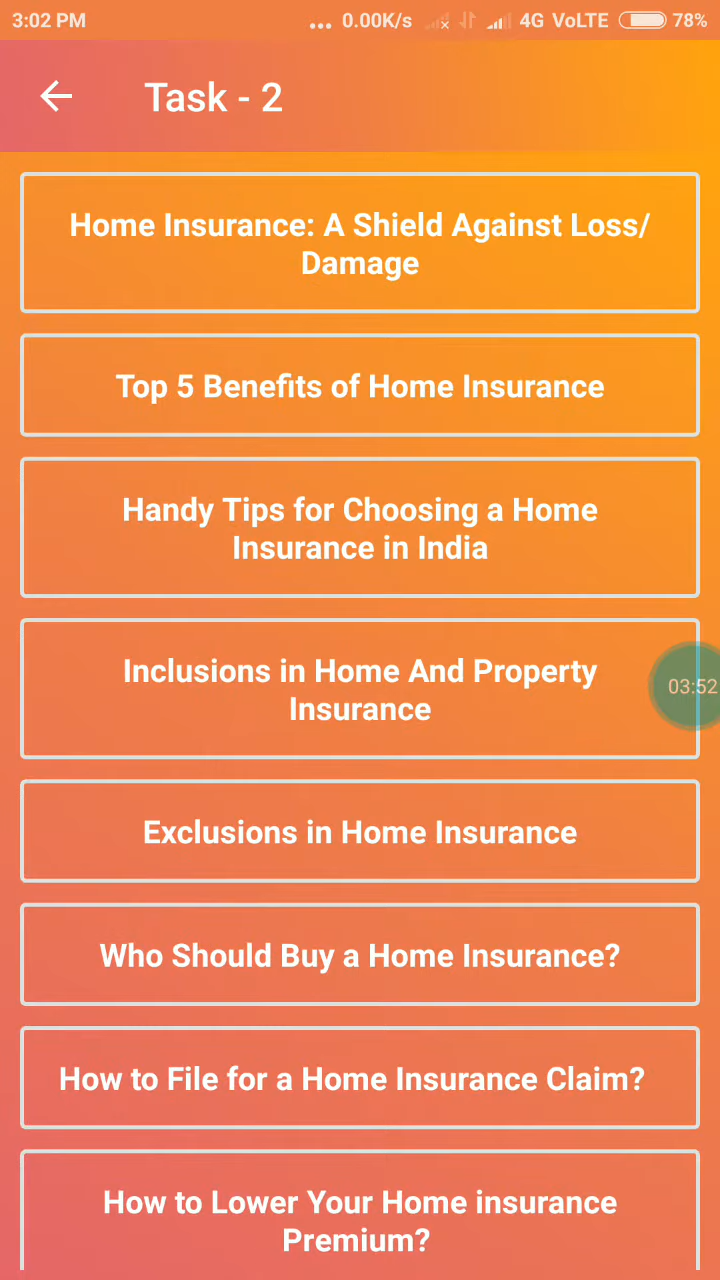 3:02 PM ... 0.00K/s 4G VoLTE 78%
Task - 2
Home Insurance: A Shield Against Loss/
Damage
Top 5 Benefits of Home Insurance
Handy Tips for Choosing a Home
Insurance in India
Inclusions in Home And Property
Insurance
03:52
Exclusions in Home Insurance
Who Should Buy a Home Insurance?
How to File for a Home Insurance Claim?
How to Lower Your Home insurance
Premium?